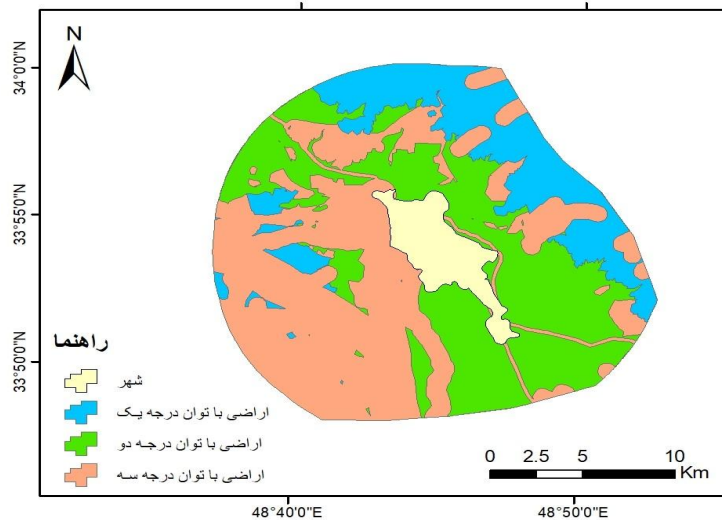 N
34°0'0"N
33°55'0"N
33°50'0"N
راهنما
شهر
اراضی با توان درجه یک
اراضی با توان درجه دو
اراضی با توان درجه سه
0 2.5 5 10
Km
48°40'0"E 48°50'0"E